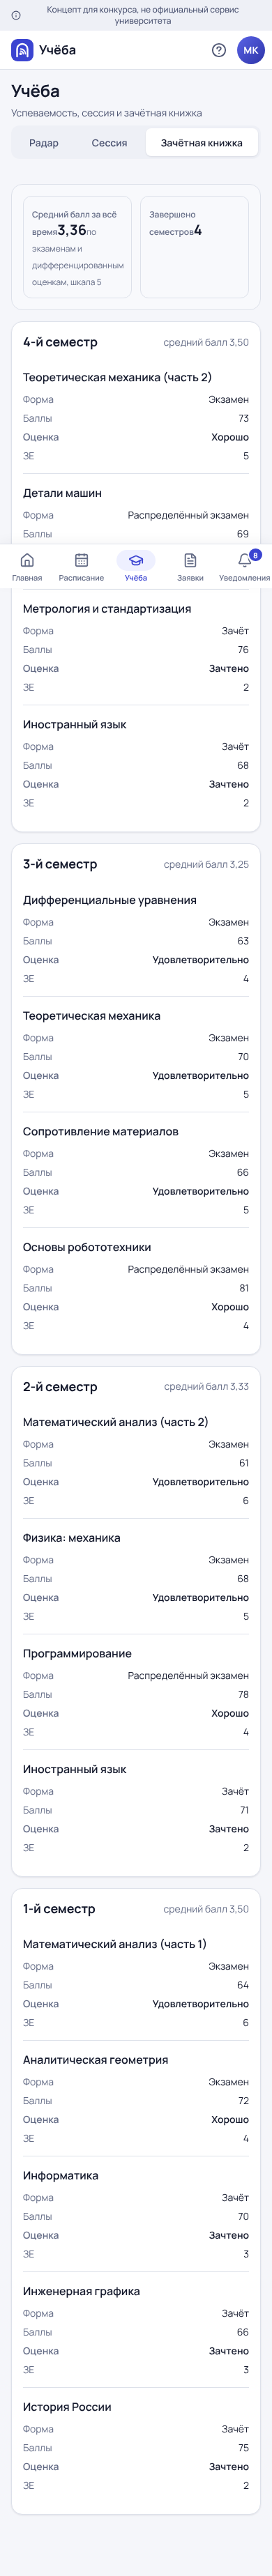 Концепт для конкурса, не официальный сервис
университета
Учёба
МК
Учёба
Успеваемость, сессия и зачётная книжка
Радар
Сессия
Зачётная книжка
Средний балл за всё
время3,36по
экзаменам и
дифференцированным
оценкам, шкала 5
Завершено
семестров4
4-й семестр
средний балл 3,50
Теоретическая механика (часть 2)
Форма Экзамен
Баллы 73
Оценка Хорошо
ЗЕ 5
Детали машин
Форма Распределённый экзамен
Баллы 69
Главная
Расписание
Учёба
Заявки
8
Уведомления
Метрология и стандартизация
Форма Зачёт
Баллы 76
Оценка Зачтено
ЗЕ 2
Иностранный язык
Форма Зачёт
Баллы 68
Оценка Зачтено
ЗЕ 2
3-й семестр
средний балл 3,25
Дифференциальные уравнения
Форма Экзамен
Баллы 63
Оценка Удовлетворительно
ЗЕ 4
Теоретическая механика
Форма Экзамен
Баллы 70
Оценка Удовлетворительно
ЗЕ 5
Сопротивление материалов
Форма Экзамен
Баллы 66
Оценка Удовлетворительно
ЗЕ 5
Основы робототехники
Форма Распределённый экзамен
Баллы 81
Оценка Хорошо
ЗЕ 4
2-й семестр
средний балл 3,33
Математический анализ (часть 2)
Форма Экзамен
Баллы 61
Оценка Удовлетворительно
ЗЕ 6
Физика: механика
Форма Экзамен
Баллы 68
Оценка Удовлетворительно
ЗЕ 5
Программирование
Форма Распределённый экзамен
Баллы 78
Оценка Хорошо
ЗЕ 4
Иностранный язык
Форма Зачёт
Баллы 71
Оценка Зачтено
ЗЕ 2
1-й семестр
средний балл 3,50
Математический анализ (часть 1)
Форма Экзамен
Баллы 64
Оценка Удовлетворительно
ЗЕ 6
Аналитическая геометрия
Форма Экзамен
Баллы 72
Оценка Хорошо
ЗЕ 4
Информатика
Форма Зачёт
Баллы 70
Оценка Зачтено
ЗЕ 3
Инженерная графика
Форма Зачёт
Баллы 66
Оценка Зачтено
ЗЕ 3
История России
Форма Зачёт
Баллы 75
Оценка Зачтено
ЗЕ 2